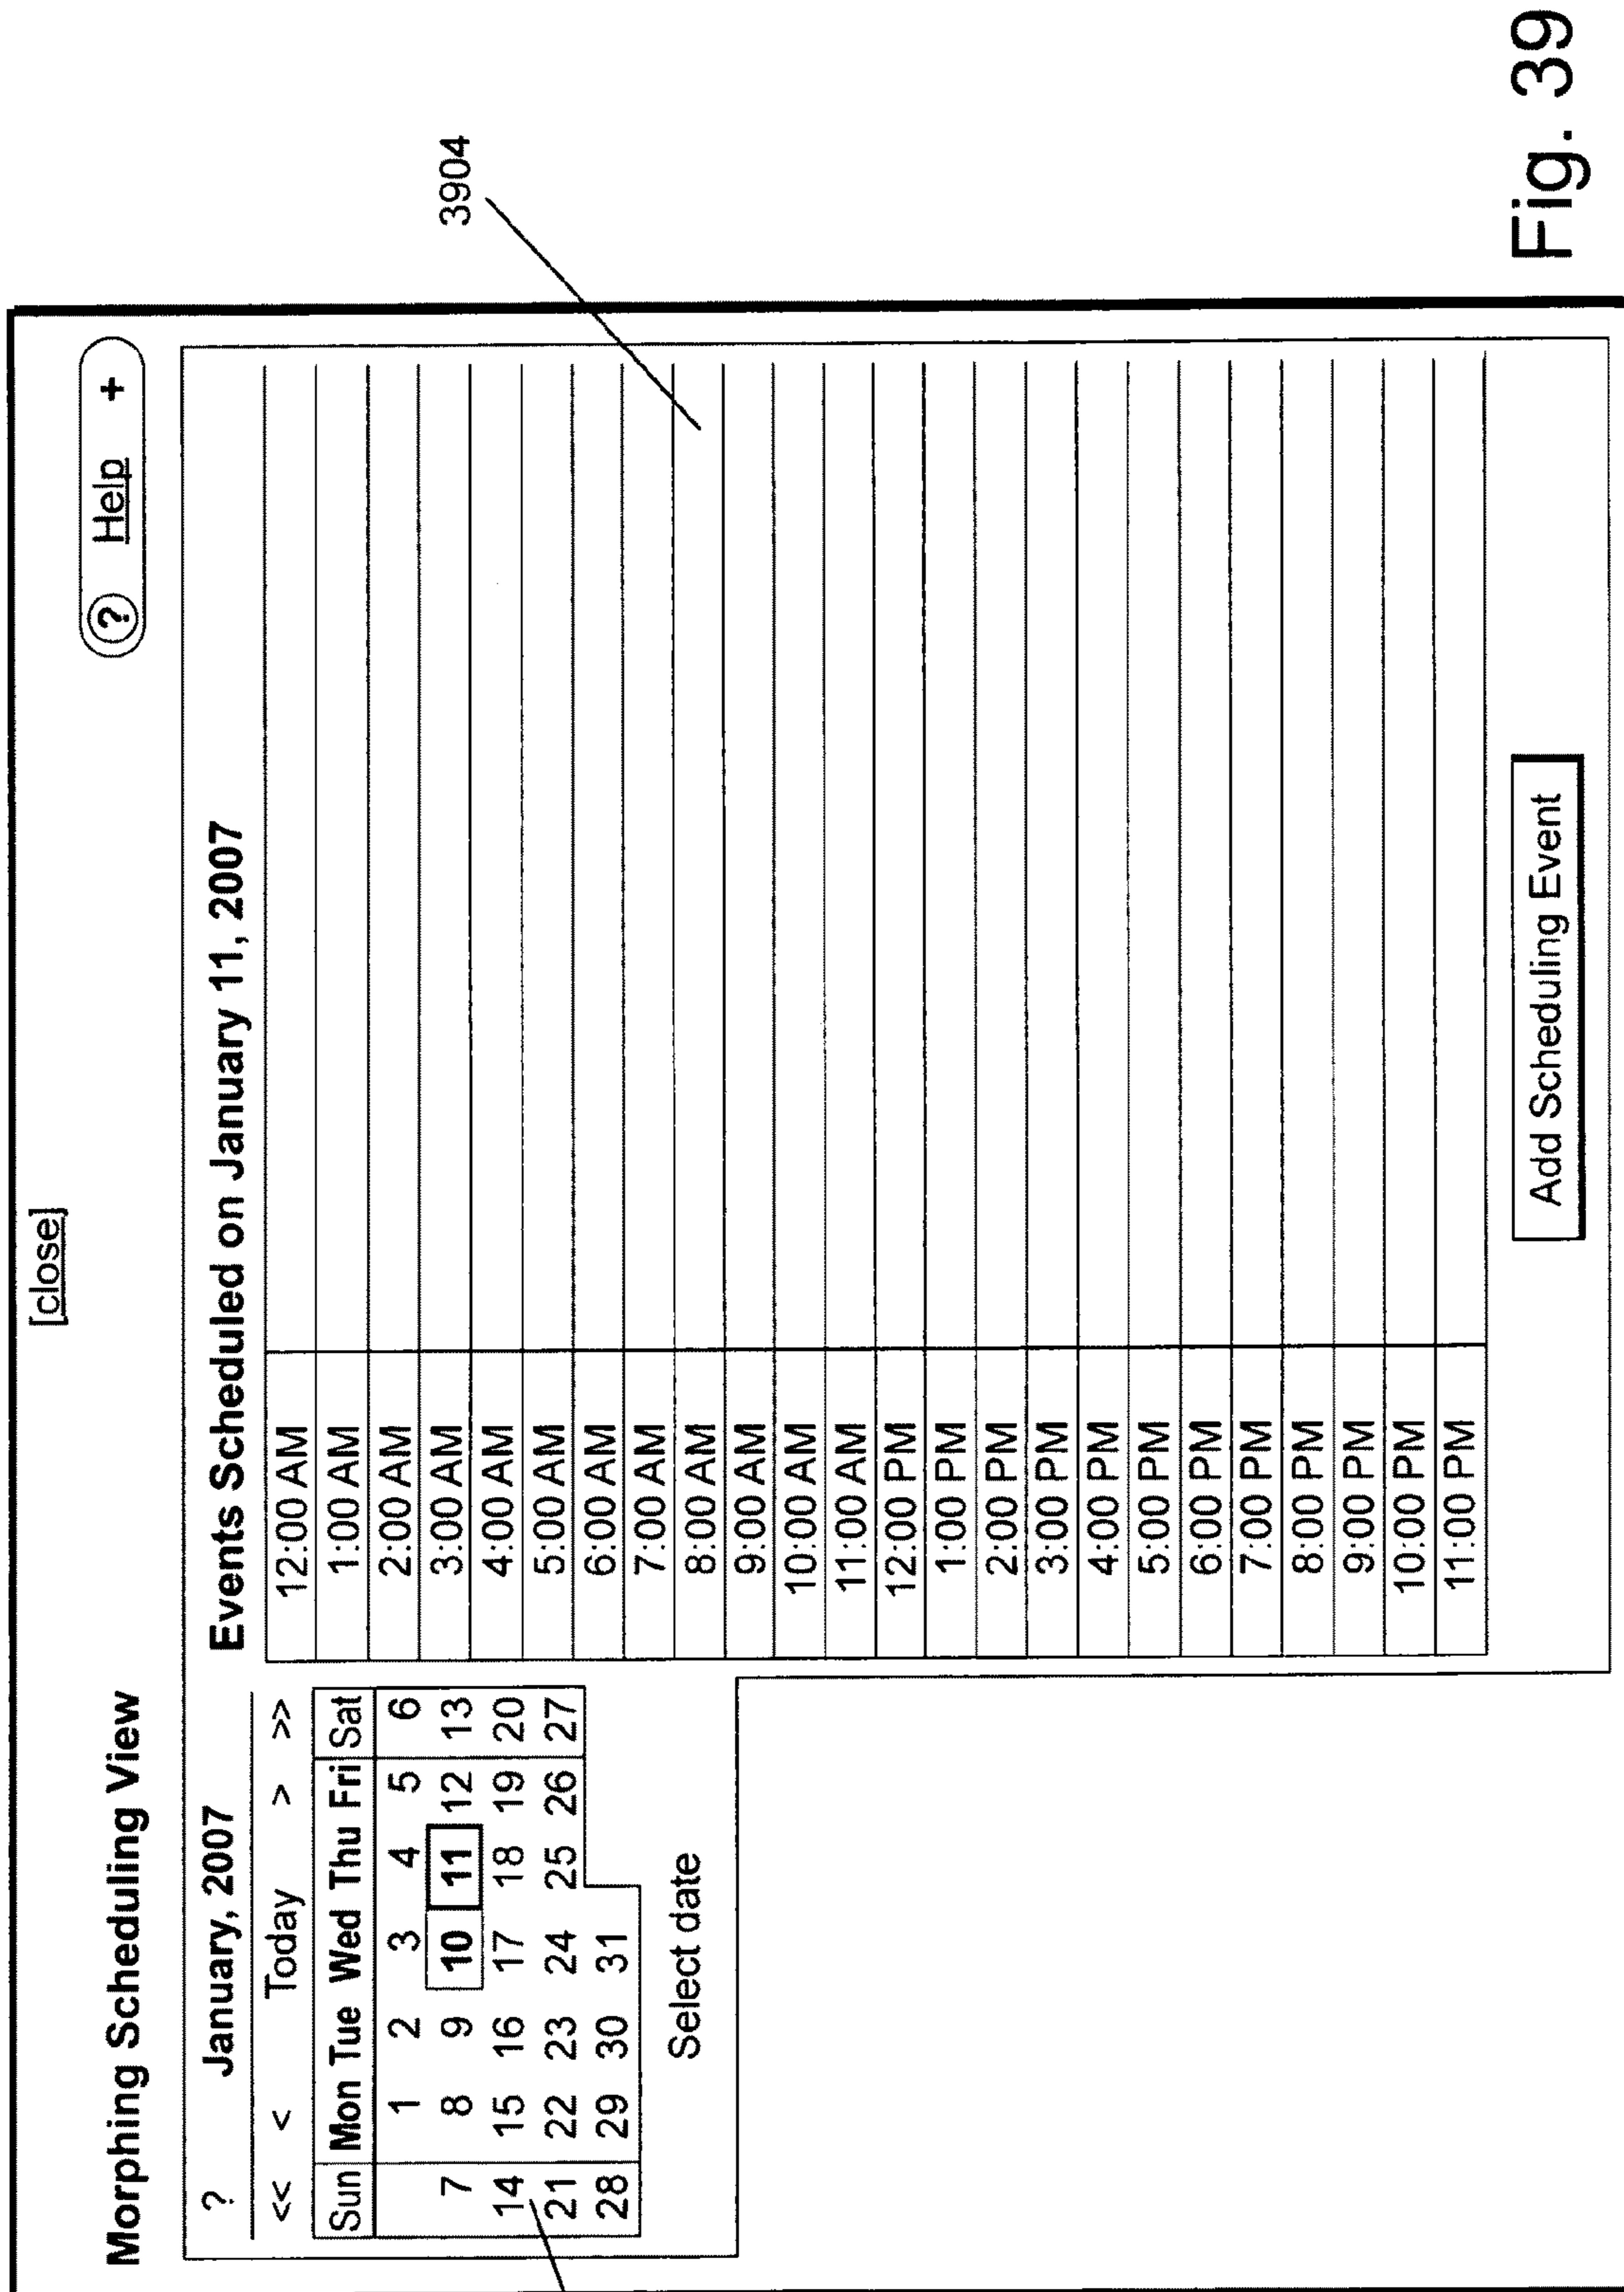 [close]
Morphing Scheduling View
? Help +
? January, 2007
<< < Today > >>
Sun Mon Tue Wed Thu Fri Sat
1 2 3 4 5 6
7 8 9 10 11 12 13
14 15 16 17 18 19 20
21 22 23 24 25 26 27
28 29 30 31
Select date
Events Scheduled on January 11, 2007
12:00 AM
1:00 AM
2:00 AM
3:00 AM
4:00 AM
5:00 AM
6:00 AM
7:00 AM
8:00 AM
9:00 AM
10:00 AM
11:00 AM
12:00 PM
1:00 PM
2:00 PM
3:00 PM
4:00 PM
5:00 PM
6:00 PM
7:00 PM
8:00 PM
9:00 PM
10:00 PM
11:00 PM
Add Scheduling Event
3904
Fig. 39